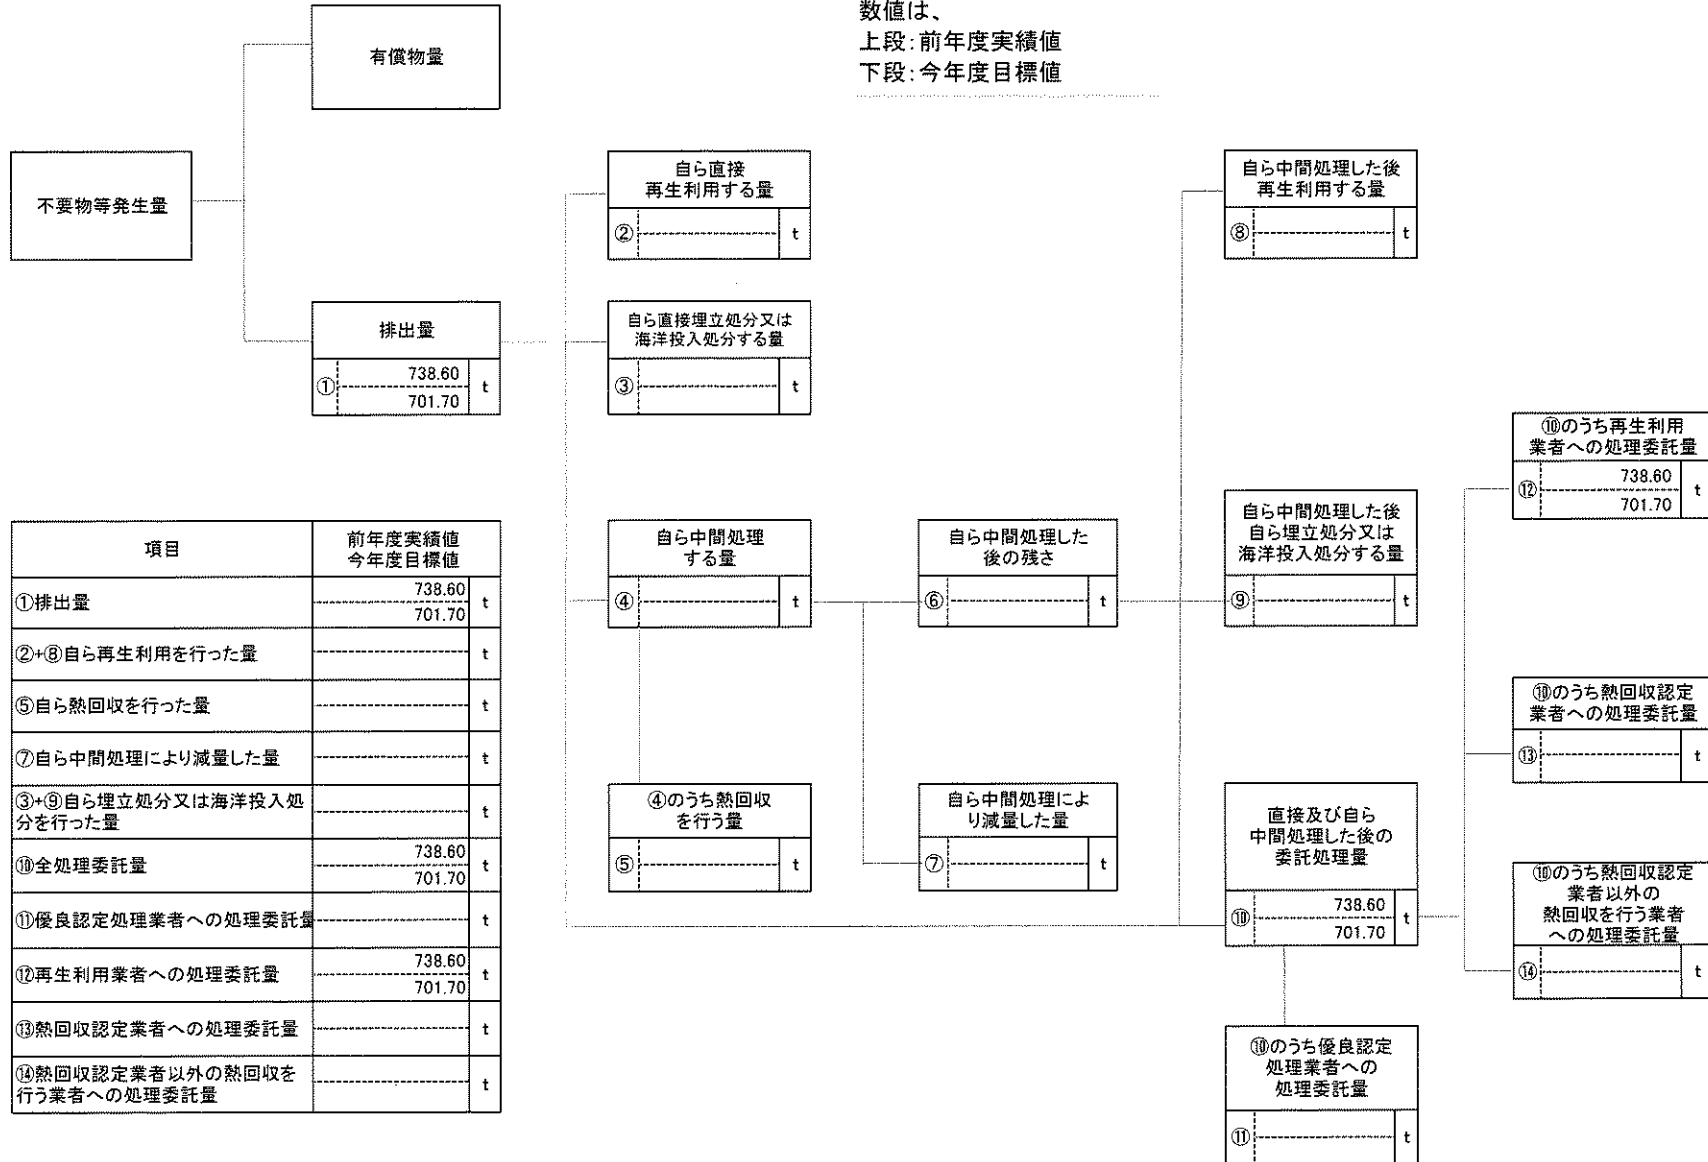 数値は、
上段：前年度実績値
下段：今年度目標値
有償物量
不要物等発生量
排出量
①
738.60
701.70
t
自ら直接
再生利用する量
②
t
自ら直接埋立処分又は
海洋投入処分する量
③
t
自ら中間処理
する量
④
t
④のうち熱回収
を行う量
⑤
t
自ら中間処理した
後の残さ
⑥
t
自ら中間処理によ
り減量した量
⑦
t
自ら中間処理した後
再生利用する量
⑧
t
自ら中間処理した後
自ら埋立処分又は
海洋投入処分する量
⑨
t
直接及び自ら
中間処理した後の
委託処理量
⑩
738.60
701.70
t
⑩のうち優良認定
処理業者への
処理委託量
⑪
t
⑩のうち再生利用
業者への処理委託量
⑫
738.60
701.70
t
⑩のうち熱回収認定
業者への処理委託量
⑬
t
⑩のうち熱回収認定
業者以外の
熱回収を行う業者
への処理委託量
⑭
t
項目
前年度実績値
今年度目標値
①排出量
738.60
701.70
t
②+⑧自ら再生利用を行った量
t
⑤自ら熱回収を行った量
t
⑦自ら中間処理により減量した量
t
③+⑨自ら埋立処分又は海洋投入処
分を行った量
t
⑩全処理委託量
738.60
701.70
t
⑪優良認定処理業者への処理委託量
t
⑫再生利用業者への処理委託量
738.60
701.70
t
⑬熱回収認定業者への処理委託量
t
⑭熱回収認定業者以外の熱回収を
行う業者への処理委託量
t